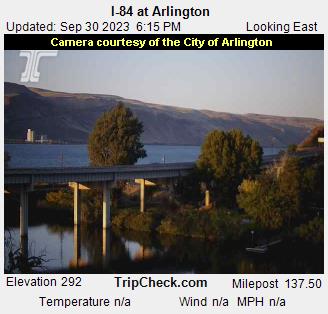 I-84 at Arlington
Updated: Sep 30 2023 6:15 PM Looking East
Camera courtesy of the City of Arlington
Elevation 292 TripCheck.com Milepost 137.50
Temperature n/a Wind n/a MPH n/a